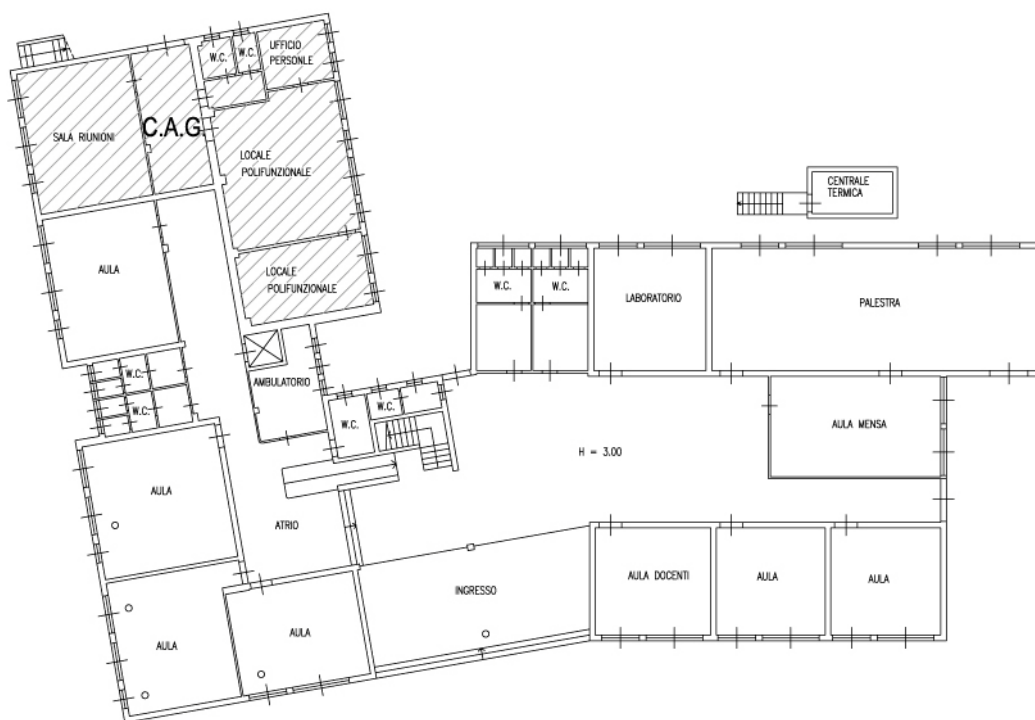 W.C.
W.C.
UFFICIO
PERSONLE
SALA RIUNIONI
C.A.G.
LOCALE
POLIFUNZIONALE
CENTRALE
TERMICA
AULA
LOCALE
POLIFUNZIONALE
W.C.
W.C.
LABORATORIO
PALESTRA
W.C.
AMBULATORIO
W.C.
W.C.
W.C.
AULA MENSA
H = 3.00
AULA
ATRIO
AULA DOCENTI
AULA
AULA
INGRESSO
AULA
AULA